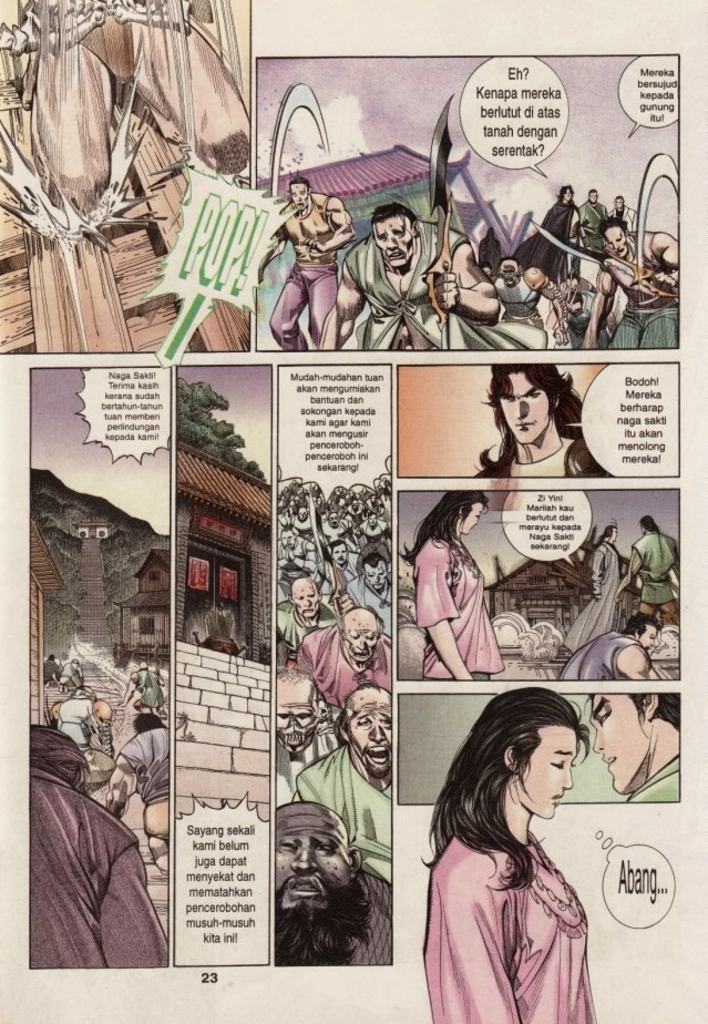 Eh?
Kenapa mereka
berlutut di atas
tanah dengan
serentak?
Mereka
bersujud
kepada
gunung
itu!
POP!
Naga Sakti!
Terima kasih
kerana sudah
bertahun-tahun
tuan memberi
perlindungan
kepada kami!
Sayang sekali
kami belum
juga dapat
menyekat dan
mematahkan
pencerobohan
musuh-musuh
kita ini!
Mudah-mudahan tuan
akan mengurniakan
bantuan dan
sokongan kepada
kami agar kami
akan mengusir
penceroboh-
penceroboh ini
sekarang!
Bodoh!
Mereka
berharap
naga sakti
itu akan
menolong
mereka!
Zi Yin!
Marilah kau
berlutut dan
merayu kepada
Naga Sakti
sekarang!
Abang...
23